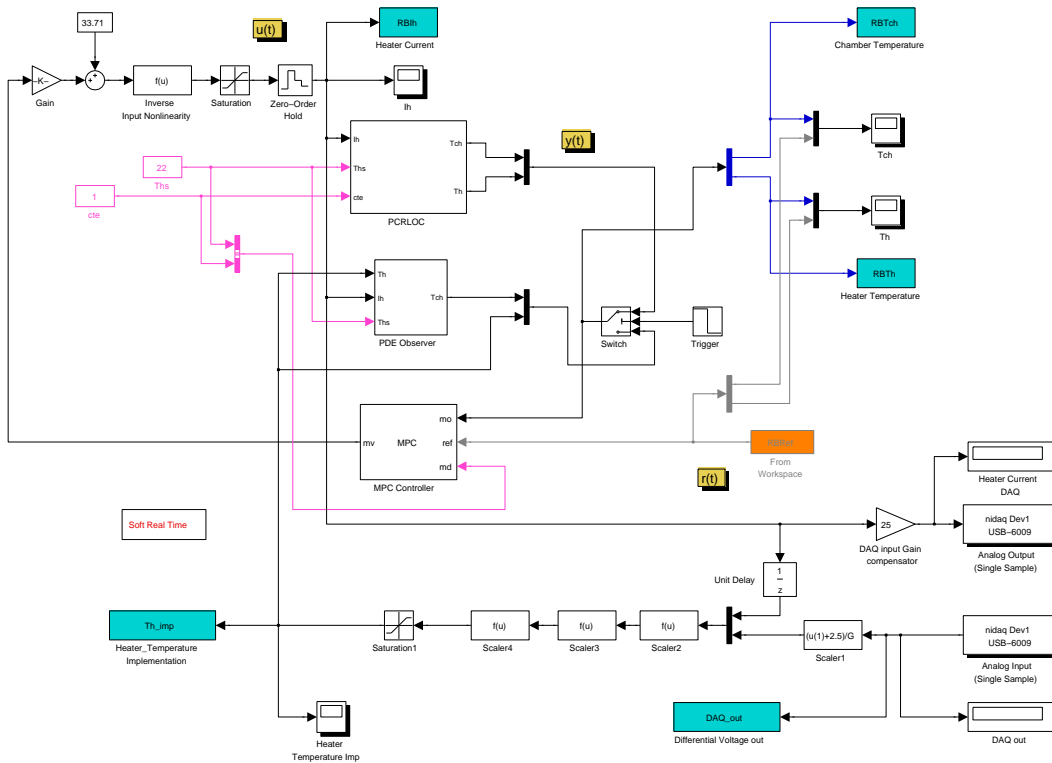 33.71
u(t)
RBIh
Heater Current
RBTch
Chamber Temperature
-K-
Gain
+
+
f(u)
Inverse
Input Nonlinearity
Saturation
Zero-Order
Hold
Ih
Tch
22
Ths
1
cte
Ih
Ths
cte
Tch
Th
PCRLOC
y(t)
Th
RBTh
Heater Temperature
Th
Ih
Ths
Tch
PDE Observer
Switch
Trigger
mv
MPC
mo
ref
md
MPC Controller
RBRef
From
Workspace
r(t)
Heater Current
DAQ
Soft Real Time
25
DAQ input Gain
compensator
nidaq Dev1
USB-6009
Analog Output
(Single Sample)
Unit Delay
1
z
Th_imp
Heater_Temperature
Implementation
Saturation1
f(u)
Scaler4
f(u)
Scaler3
f(u)
Scaler2
(u(1)+2.5)/G
Scaler1
nidaq Dev1
USB-6009
Analog Input
(Single Sample)
Heater
Temperature Imp
DAQ_out
Differential Voltage out
DAQ out